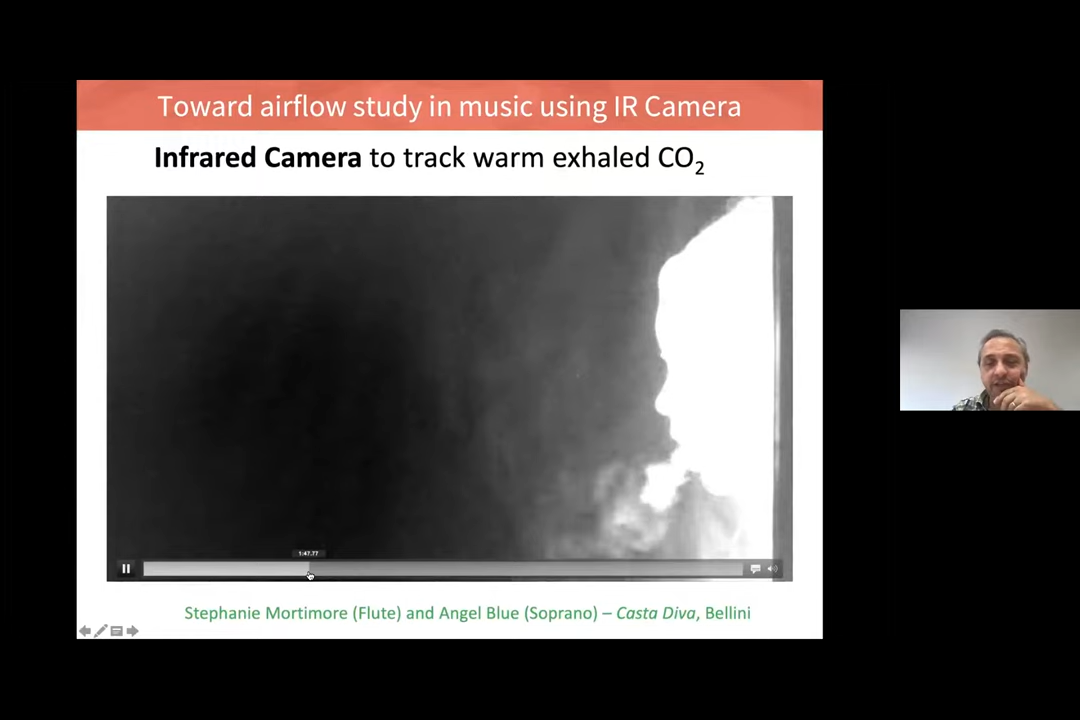 Toward airflow study in music using IR Camera
Infrared Camera to track warm exhaled CO₂
1:47.77
Stephanie Mortimore (Flute) and Angel Blue (Soprano) – Casta Diva, Bellini